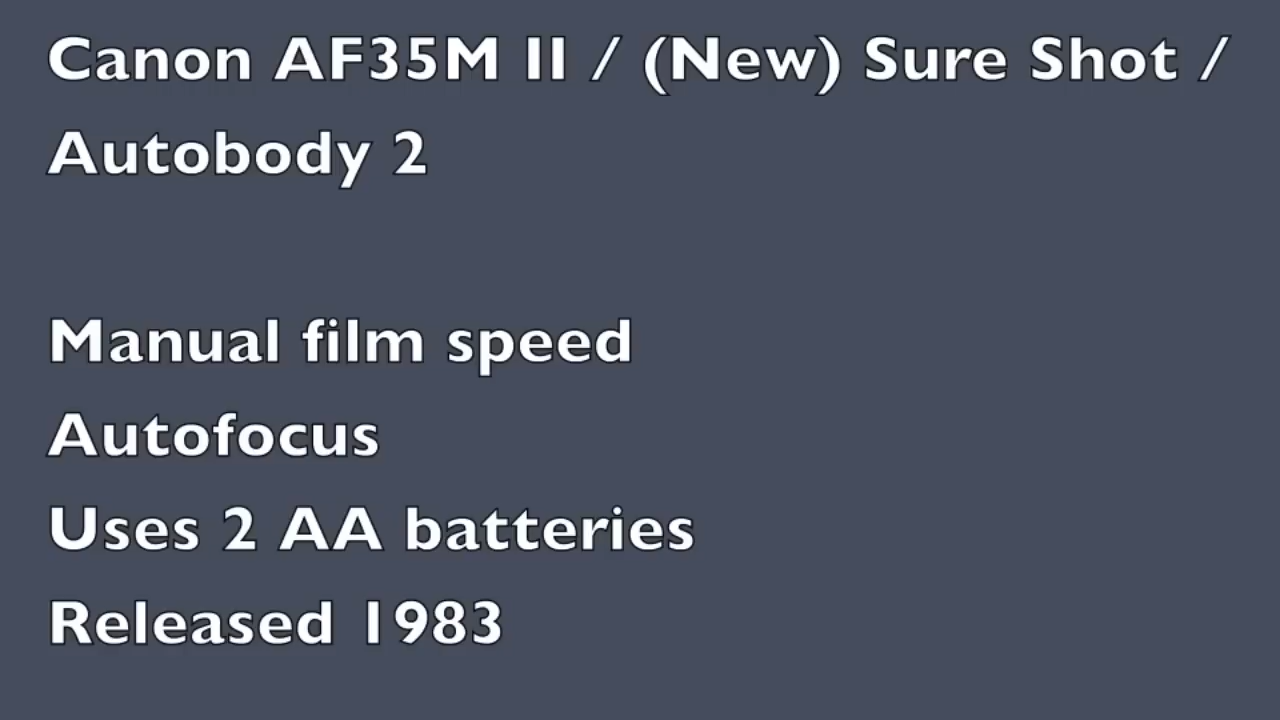 Canon AF35M II / (New) Sure Shot /
Autobody 2
Manual film speed
Autofocus
Uses 2 AA batteries
Released 1983